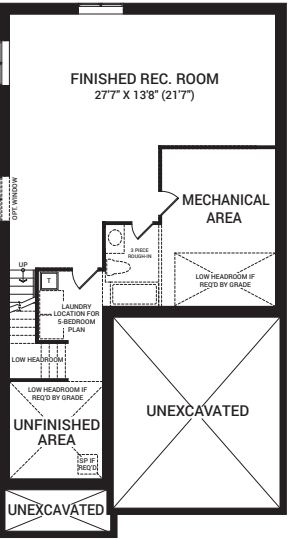 FINISHED REC. ROOM
27'7" X 13'8" (21'7")
OPT. WINDOW
MECHANICAL
AREA
3 PIECE
ROUGH-IN
LOW HEADROOM IF
REQ'D BY GRADE
UP
T
LAUNDRY
LOCATION FOR
5-BEDROOM
PLAN
LOW HEADROOM
LOW HEADROOM IF
REQ'D BY GRADE
UNFINISHED
AREA
SP IF
REQ'D
UNEXCAVATED
UNEXCAVATED